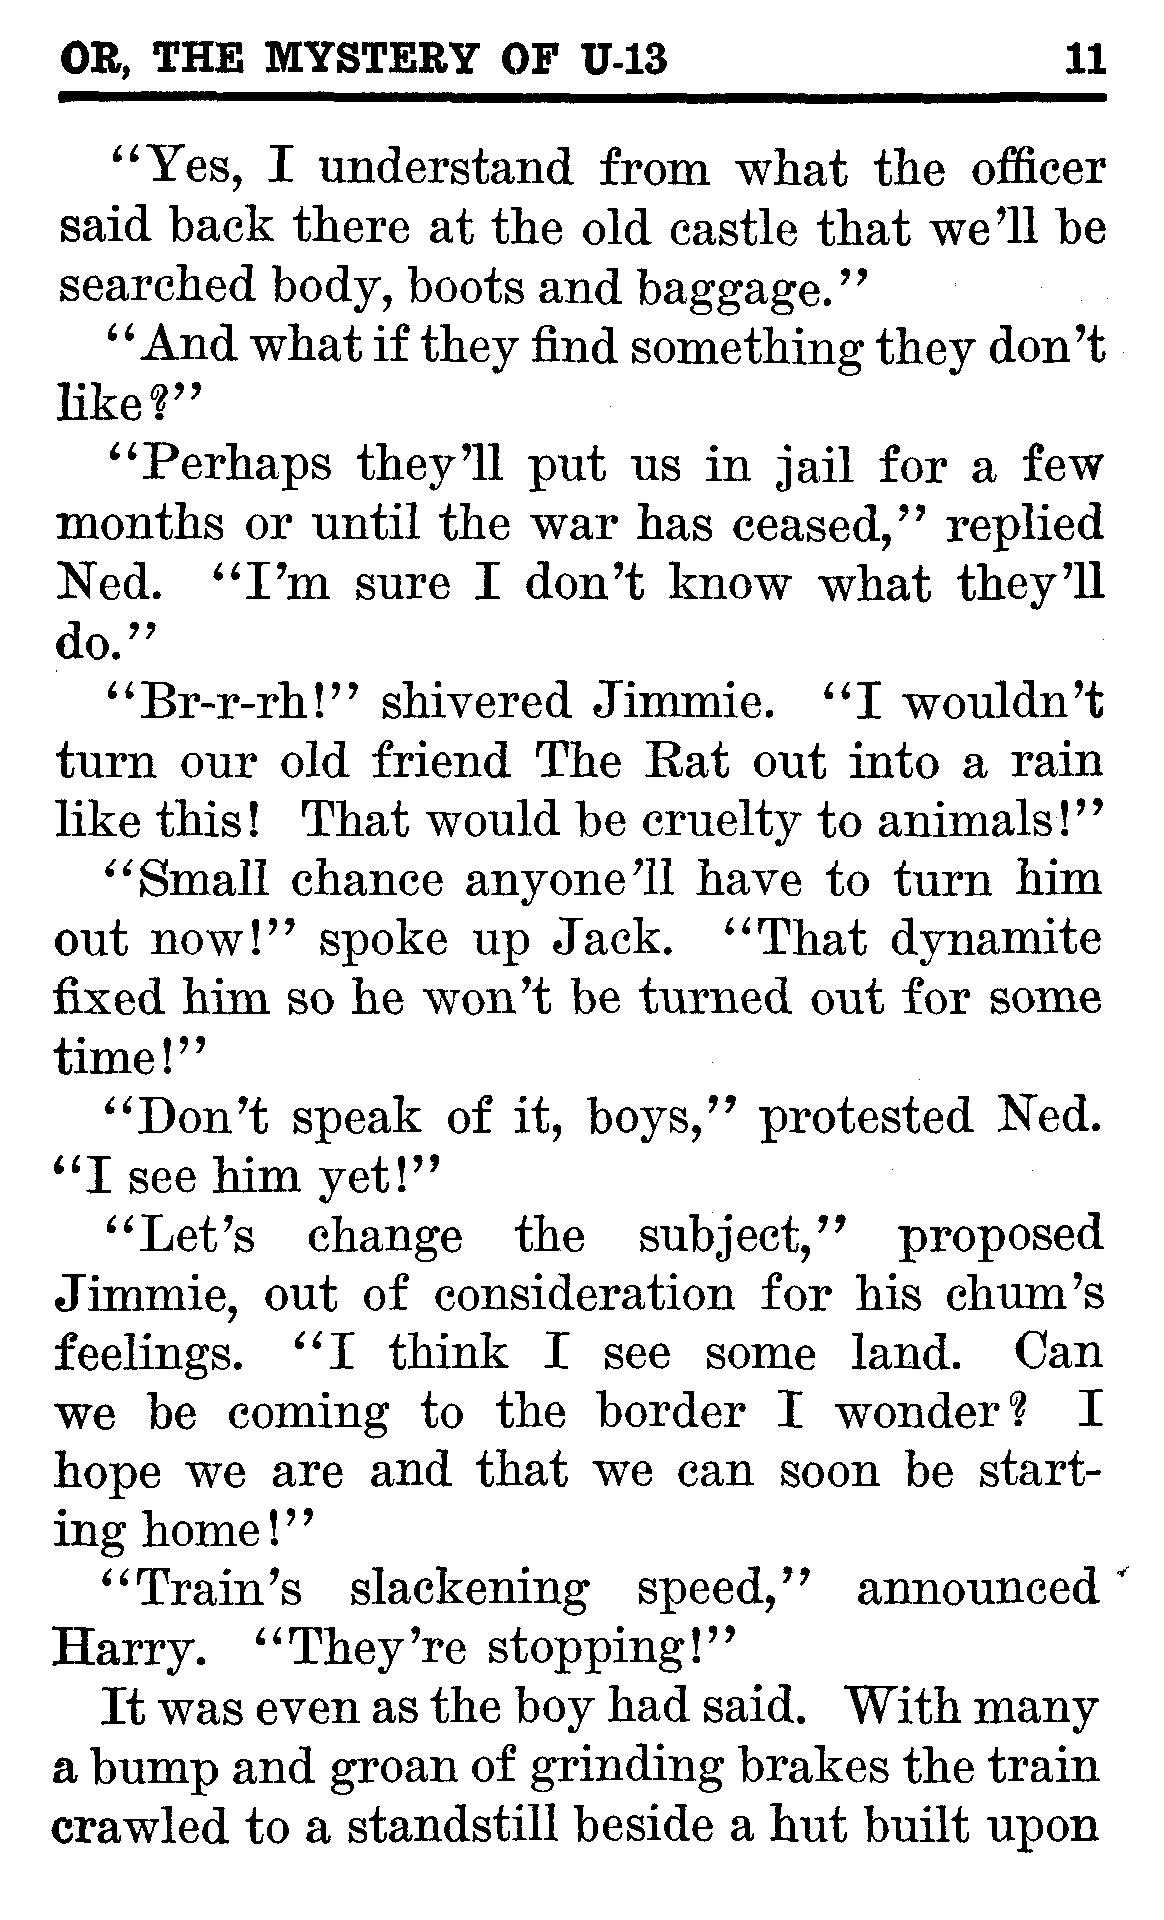 OR, THE MYSTERY OF U-13 11
“Yes, I understand from what the officer
said back there at the old castle that we’ll be
searched body, boots and baggage.”
“And what if they find something they don’t
like?”
“Perhaps they’ll put us in jail for a few
months or until the war has ceased,” replied
Ned. “I’m sure I don’t know what they’ll
do.”
“Br-r-rh!” shivered Jimmie. “I wouldn’t
turn our old friend The Rat out into a rain
like this! That would be cruelty to animals!”
“Small chance anyone’ll have to turn him
out now!” spoke up Jack. “That dynamite
fixed him so he won’t be turned out for some
time!”
“Don’t speak of it, boys,” protested Ned.
“I see him yet!”
“Let’s change the subject,” proposed
Jimmie, out of consideration for his chum’s
feelings. “I think I see some land. Can
we be coming to the border I wonder? I
hope we are and that we can soon be start-
ing home!”
“Train’s slackening speed,” announced
Harry. “They’re stopping!”
It was even as the boy had said. With many
a bump and groan of grinding brakes the train
crawled to a standstill beside a hut built upon